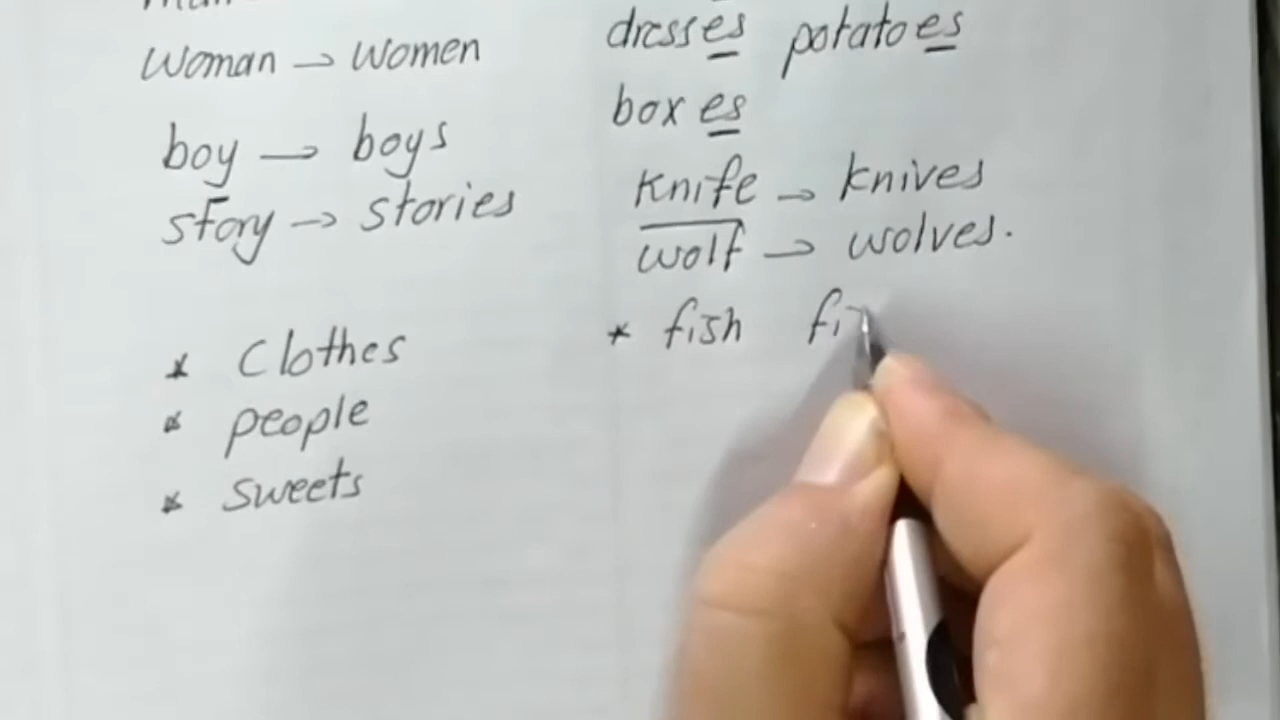 woman → women
boy → boys
story → stories
* Clothes
* people
* sweets
dresses potatoes
boxes
Knife → knives
wolf → wolves.
* fish